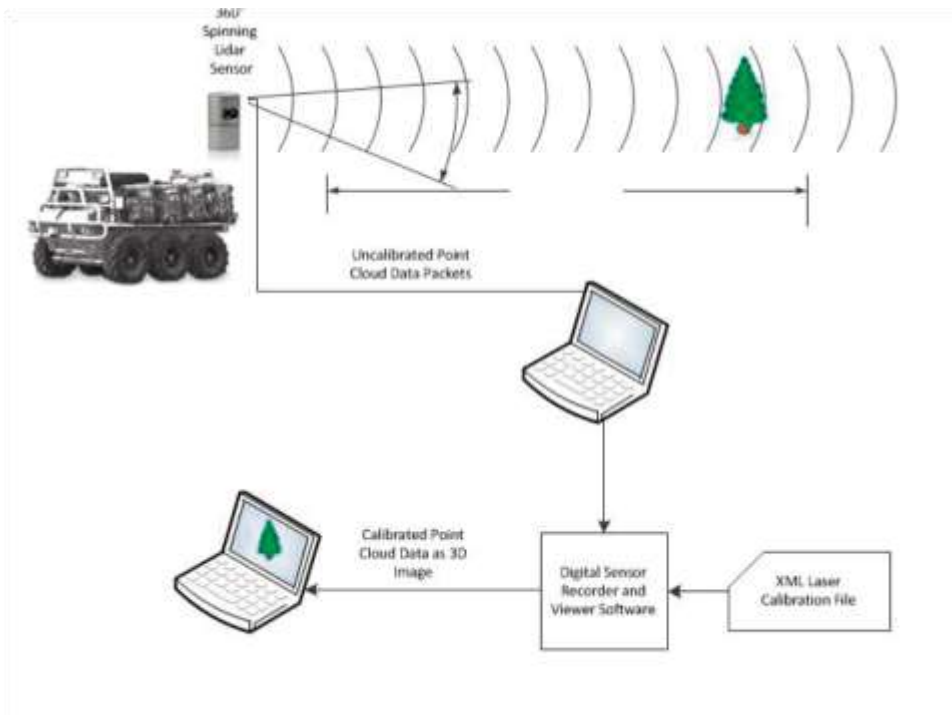 360°
Spinning
Lidar
Sensor
Uncalibrated Point
Cloud Data Packets
Calibrated Point
Cloud Data as 3D
Image
Digital Sensor
Recorder and
Viewer Software
XML Laser
Calibration File